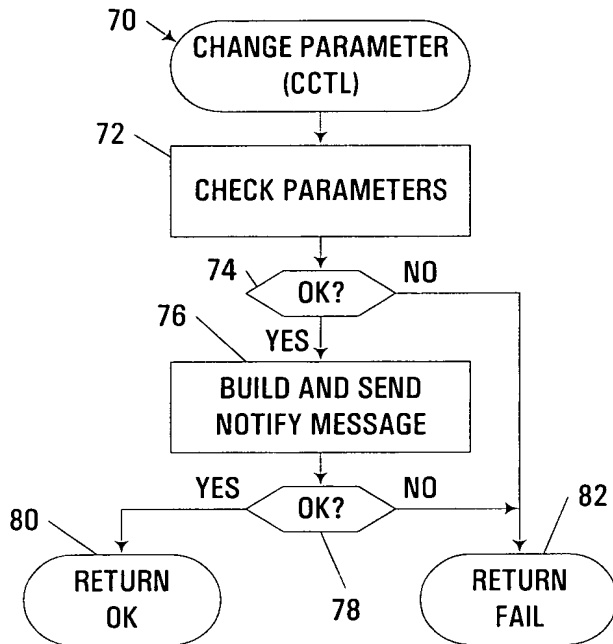 70
CHANGE PARAMETER
(CCTL)
72
CHECK PARAMETERS
74
OK?
NO
76
YES
BUILD AND SEND
NOTIFY MESSAGE
YES
OK?
NO
80
82
78
RETURN
OK
RETURN
FAIL